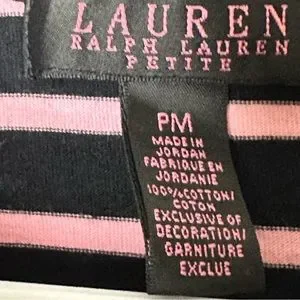 LAUREN
RALPH LAUREN
PETITE
PM
MADE IN
JORDAN
FABRIQUE EN
JORDANIE
100%COTTON/
COTON
EXCLUSIVE OF
DECORATION/
GARNITURE
EXCLUE